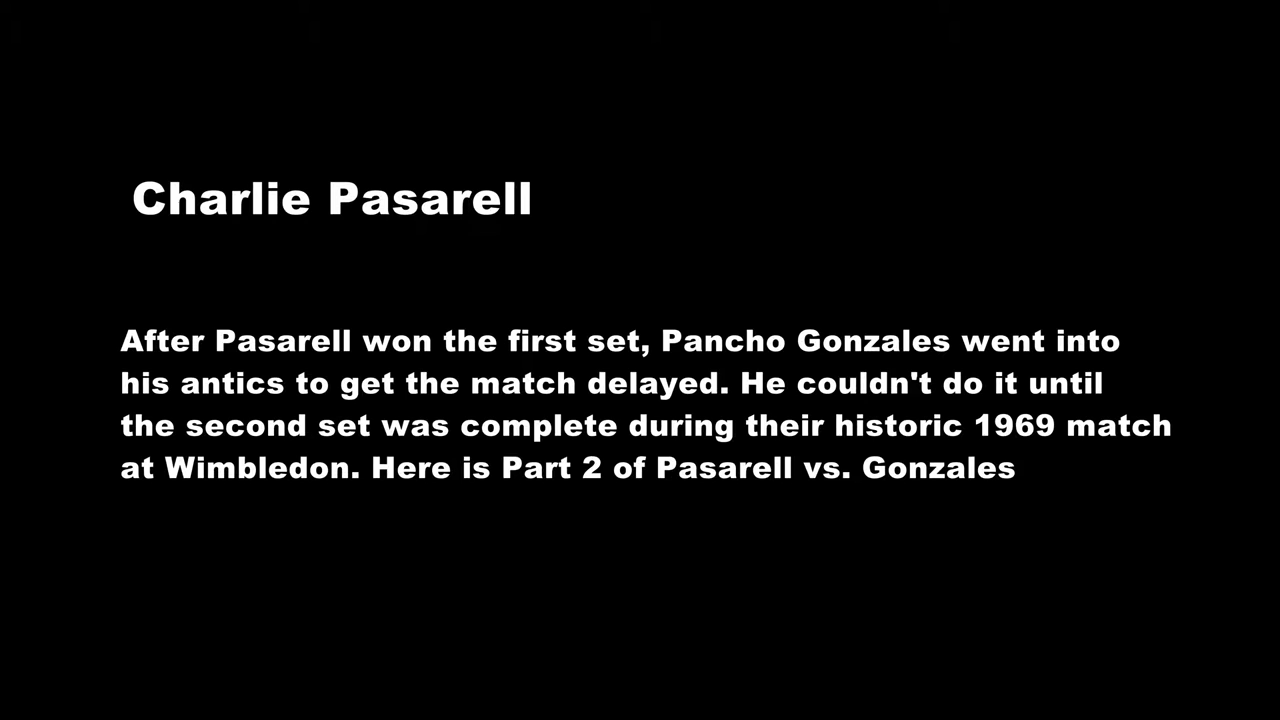 Charlie Pasarell
After Pasarell won the first set, Pancho Gonzales went into
his antics to get the match delayed. He couldn't do it until
the second set was complete during their historic 1969 match
at Wimbledon. Here is Part 2 of Pasarell vs. Gonzales